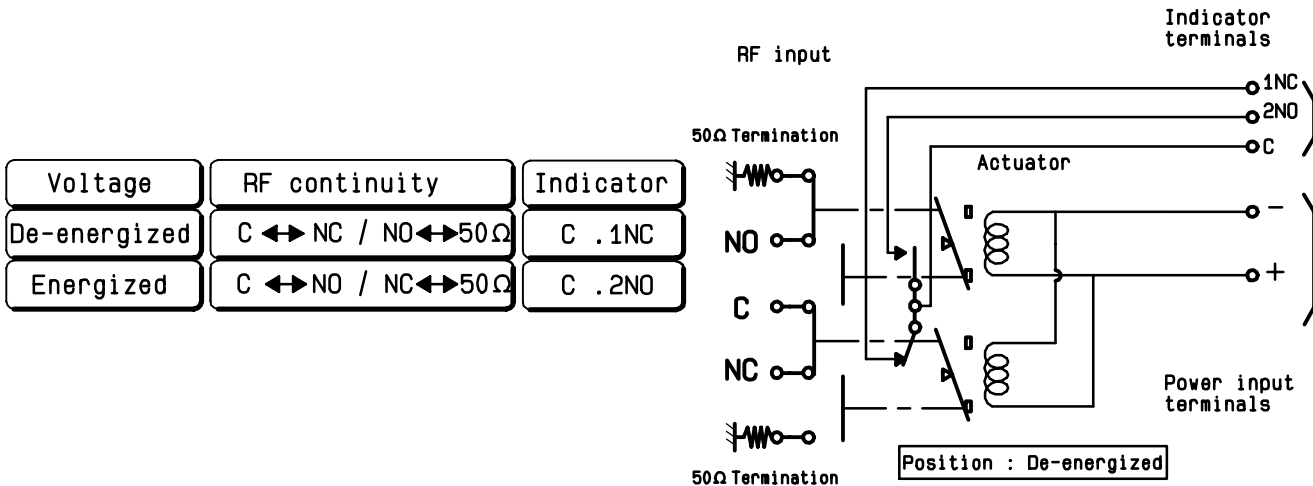 Voltage RF continuity Indicator
De-energized C ↔ NC / NO↔50Ω C .1NC
Energized C ↔ NO / NC↔50Ω C .2NO
Indicator
terminals
RF input
1NC
2NO
C
50Ω Termination
Actuator
NO
−
+
C
NC
Power input
terminals
Position : De-energized
50Ω Termination